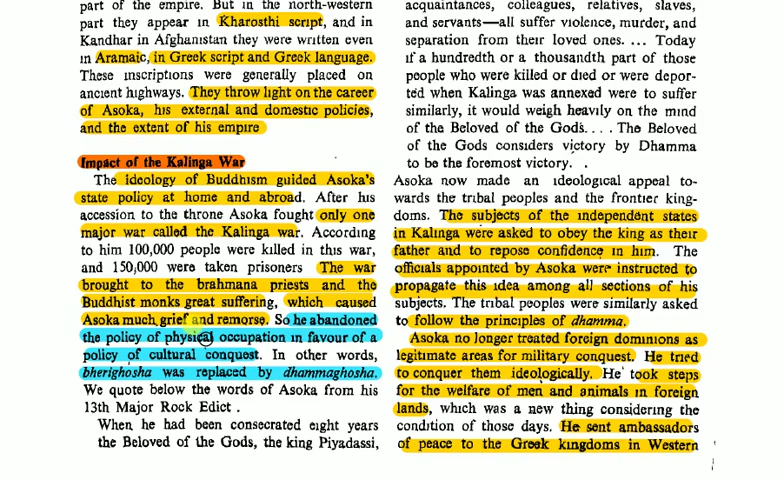 part of the empire. But in the north-western
part they appear in Kharosthi script, and in
Kandhar in Afghanistan they were written even
in Aramaic, in Greek script and Greek language.
These inscriptions were generally placed on
ancient highways. They throw light on the career
of Asoka, his external and domestic policies,
and the extent of his empire
Impact of the Kalinga War
The ideology of Buddhism guided Asoka's
state policy at home and abroad. After his
accession to the throne Asoka fought only one
major war called the Kalinga war. According
to him 100,000 people were killed in this war,
and 150,000 were taken prisoners The war
brought to the brahmana priests and the
Buddhist monks great suffering, which caused
Asoka much grief and remorse. So he abandoned
the policy of physical occupation in favour of a
policy of cultural conquest. In other words,
bherighosha was replaced by dhammaghosha.
We quote below the words of Asoka from his
13th Major Rock Edict .
When he had been consecrated eight years
the Beloved of the Gods, the king Piyadassi,
acquaintances, colleagues, relatives, slaves,
and servants—all suffer violence, murder, and
separation from their loved ones. ... Today
if a hundredth or a thousandth part of those
people who were killed or died or were depor-
ted when Kalinga was annexed were to suffer
similarly, it would weigh heavily on the mind
of the Beloved of the Gods. . . . The Beloved
of the Gods considers victory by Dhamma
to be the foremost victory. .
Asoka now made an ideological appeal to-
wards the tribal peoples and the frontier king-
doms. The subjects of the independent states
in Kalinga were asked to obey the king as their
father and to repose confidence in him. The
officials appointed by Asoka were instructed to
propagate this idea among all sections of his
subjects. The tribal peoples were similarly asked
to follow the principles of dhamma.
Asoka no longer treated foreign dominions as
legitimate areas for military conquest. He tried
to conquer them ideologically. He took steps
for the welfare of men and animals in foreign
lands, which was a new thing considering the
condition of those days. He sent ambassadors
of peace to the Greek kingdoms in Western